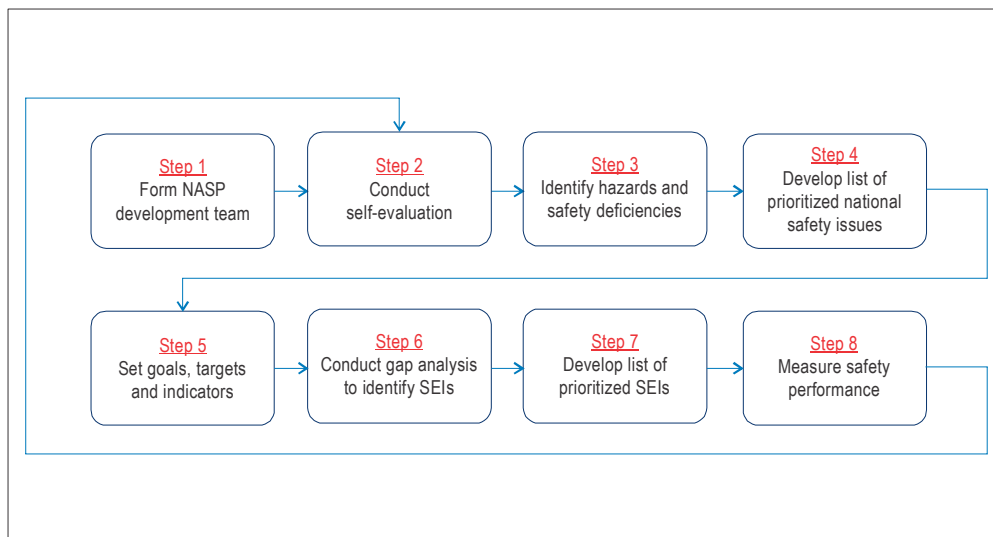 Step 1
Form NASP
development team
Step 2
Conduct
self-evaluation
Step 3
Identify hazards and
safety deficiencies
Step 4
Develop list of
prioritized national
safety issues
Step 5
Set goals, targets
and indicators
Step 6
Conduct gap analysis
to identify SEIs
Step 7
Develop list of
prioritized SEIs
Step 8
Measure safety
performance